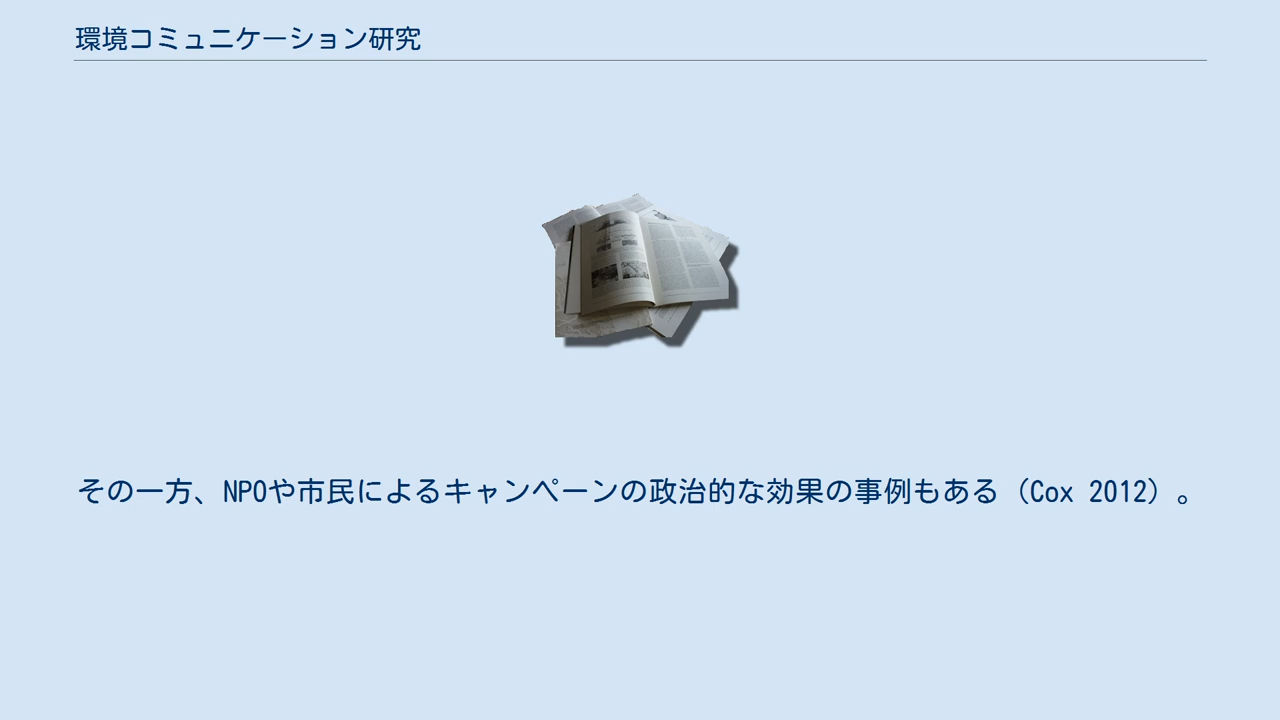 環境コミュニケーション研究
その一方、NPOや市民によるキャンペーンの政治的な効果の事例もある（Cox 2012）。